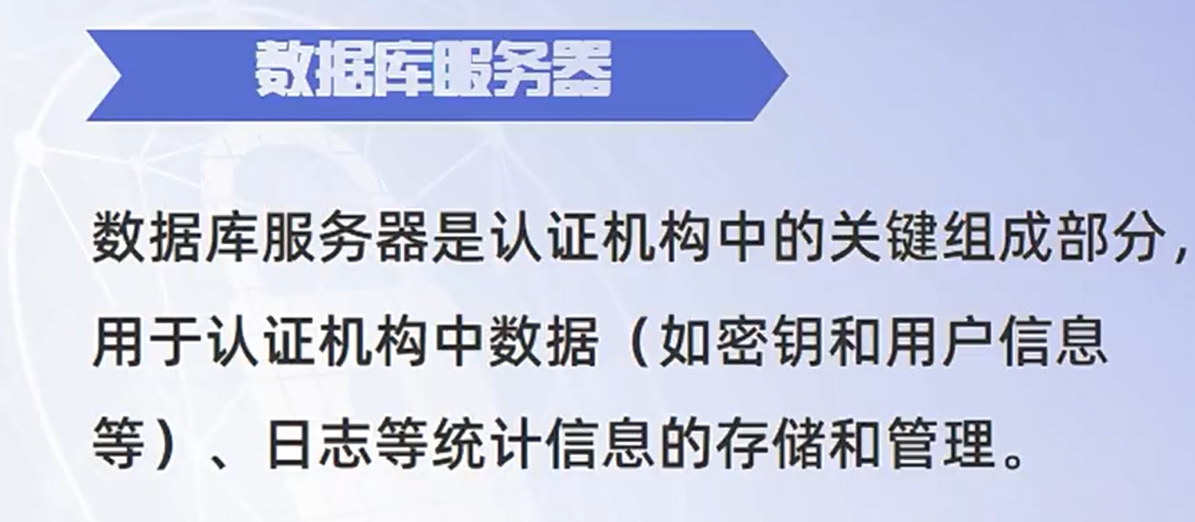 数据库服务器
数据库服务器是认证机构中的关键组成部分，
用于认证机构中数据（如密钥和用户信息
等）、日志等统计信息的存储和管理。